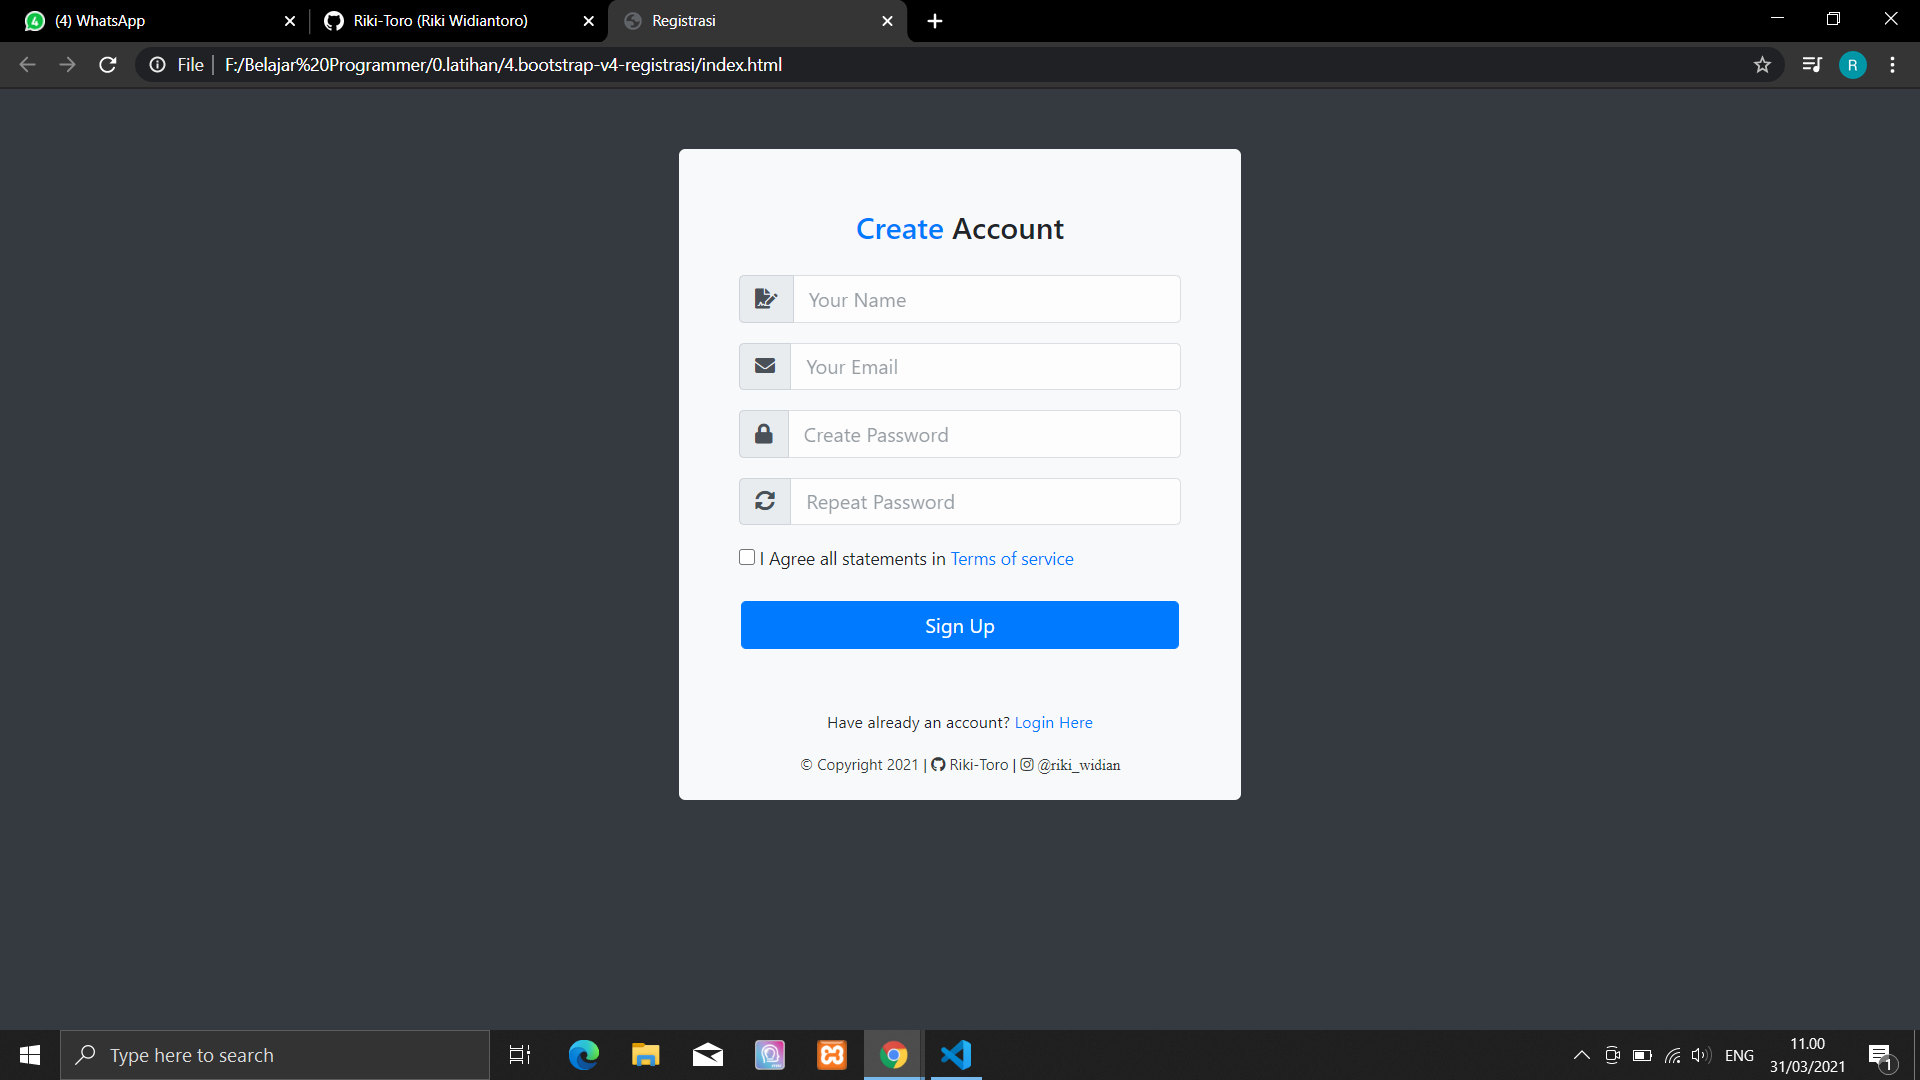 (4) WhatsApp
Riki-Toro (Riki Widiantoro)
Registrasi
File
F:/Belajar%20Programmer/0.latihan/4.bootstrap-v4-registrasi/index.html
R
Create Account
Your Name
Your Email
Create Password
Repeat Password
I Agree all statements in Terms of service
Sign Up
Have already an account? Login Here
© Copyright 2021 | Riki-Toro | @riki_widian
Type here to search
ENG
11.00
31/03/2021
1